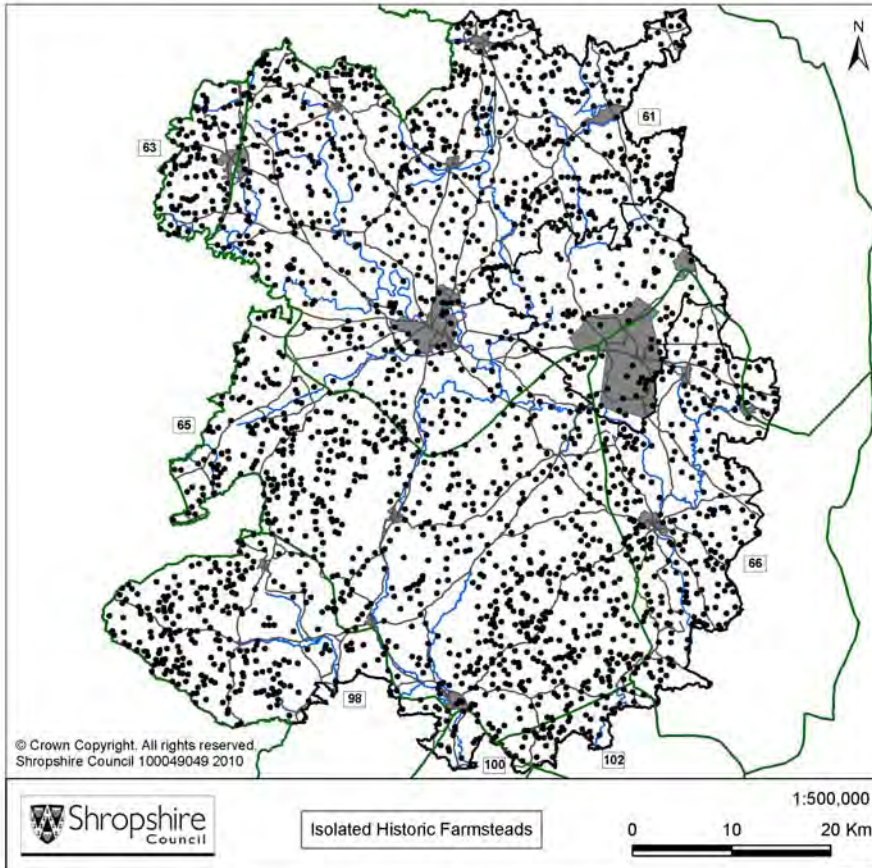 N
61
63
65
66
98
100
102
© Crown Copyright. All rights reserved.
Shropshire Council 100049049 2010
Shropshire
Council
Isolated Historic Farmsteads
1:500,000
0 10 20 Km